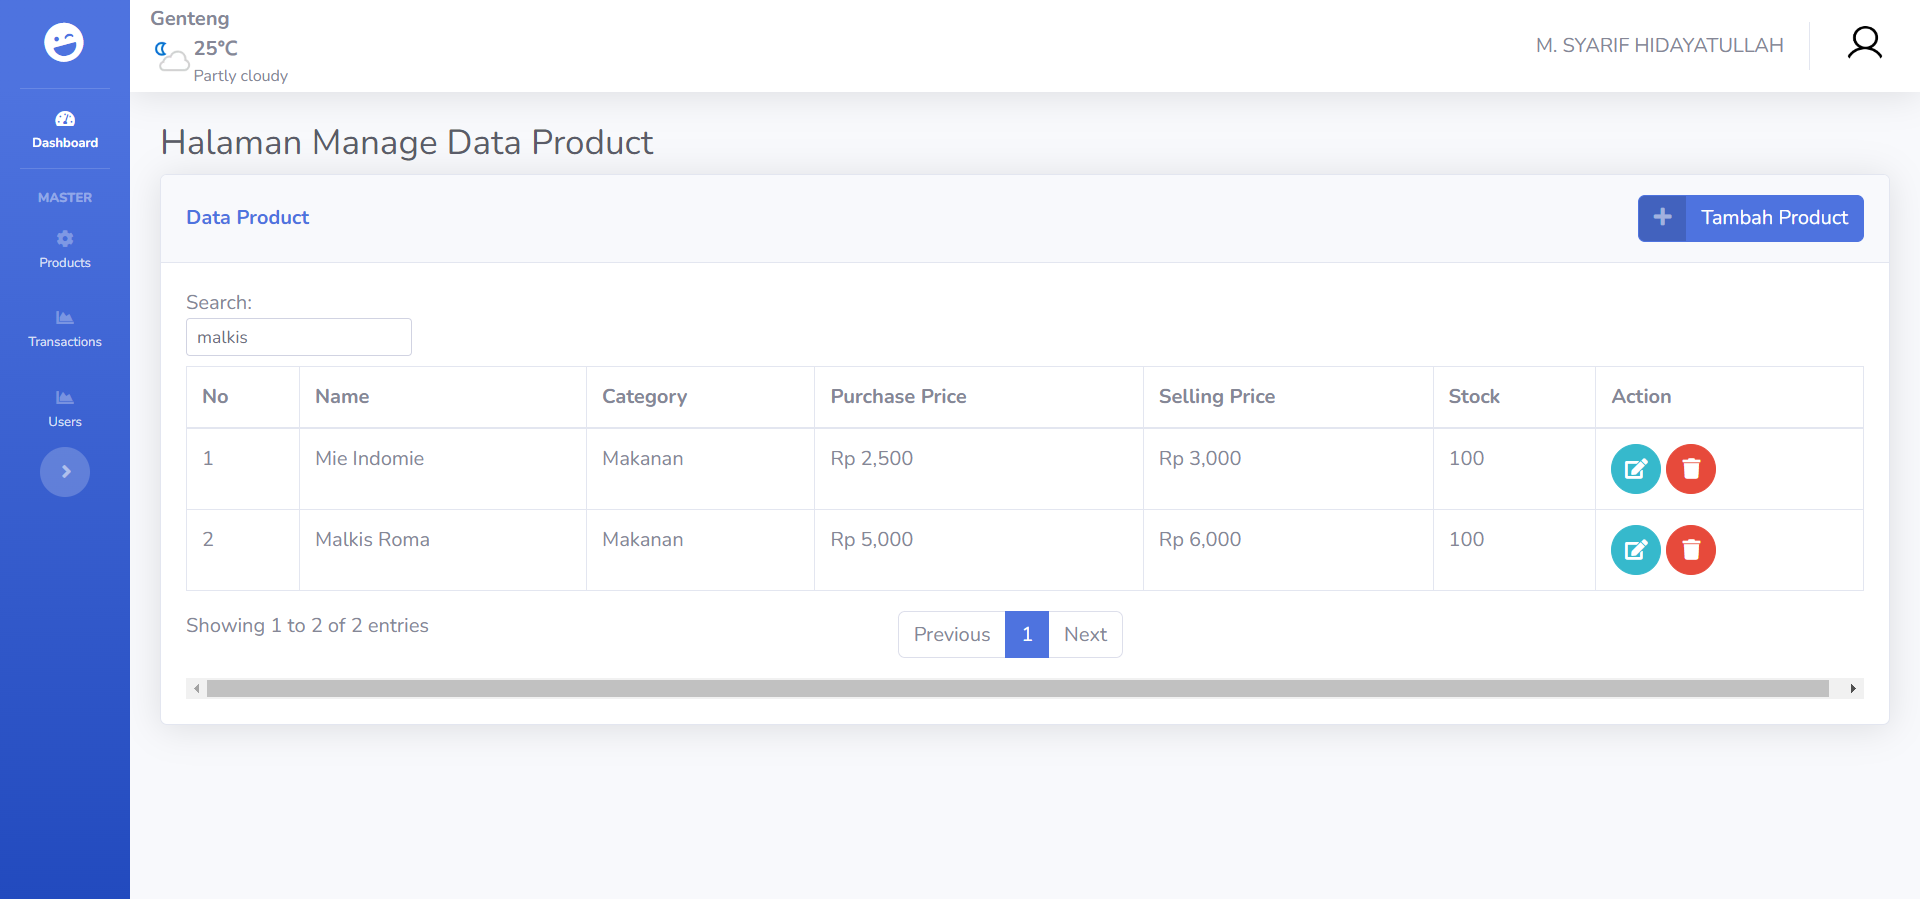 Genteng
25°C
Partly cloudy
M. SYARIF HIDAYATULLAH
Dashboard
MASTER
Products
Transactions
Users
Halaman Manage Data Product
Data Product
Tambah Product
Search:
malkis
No Name Category Purchase Price Selling Price Stock Action
1 Mie Indomie Makanan Rp 2,500 Rp 3,000 100
2 Malkis Roma Makanan Rp 5,000 Rp 6,000 100
Showing 1 to 2 of 2 entries
Previous 1 Next